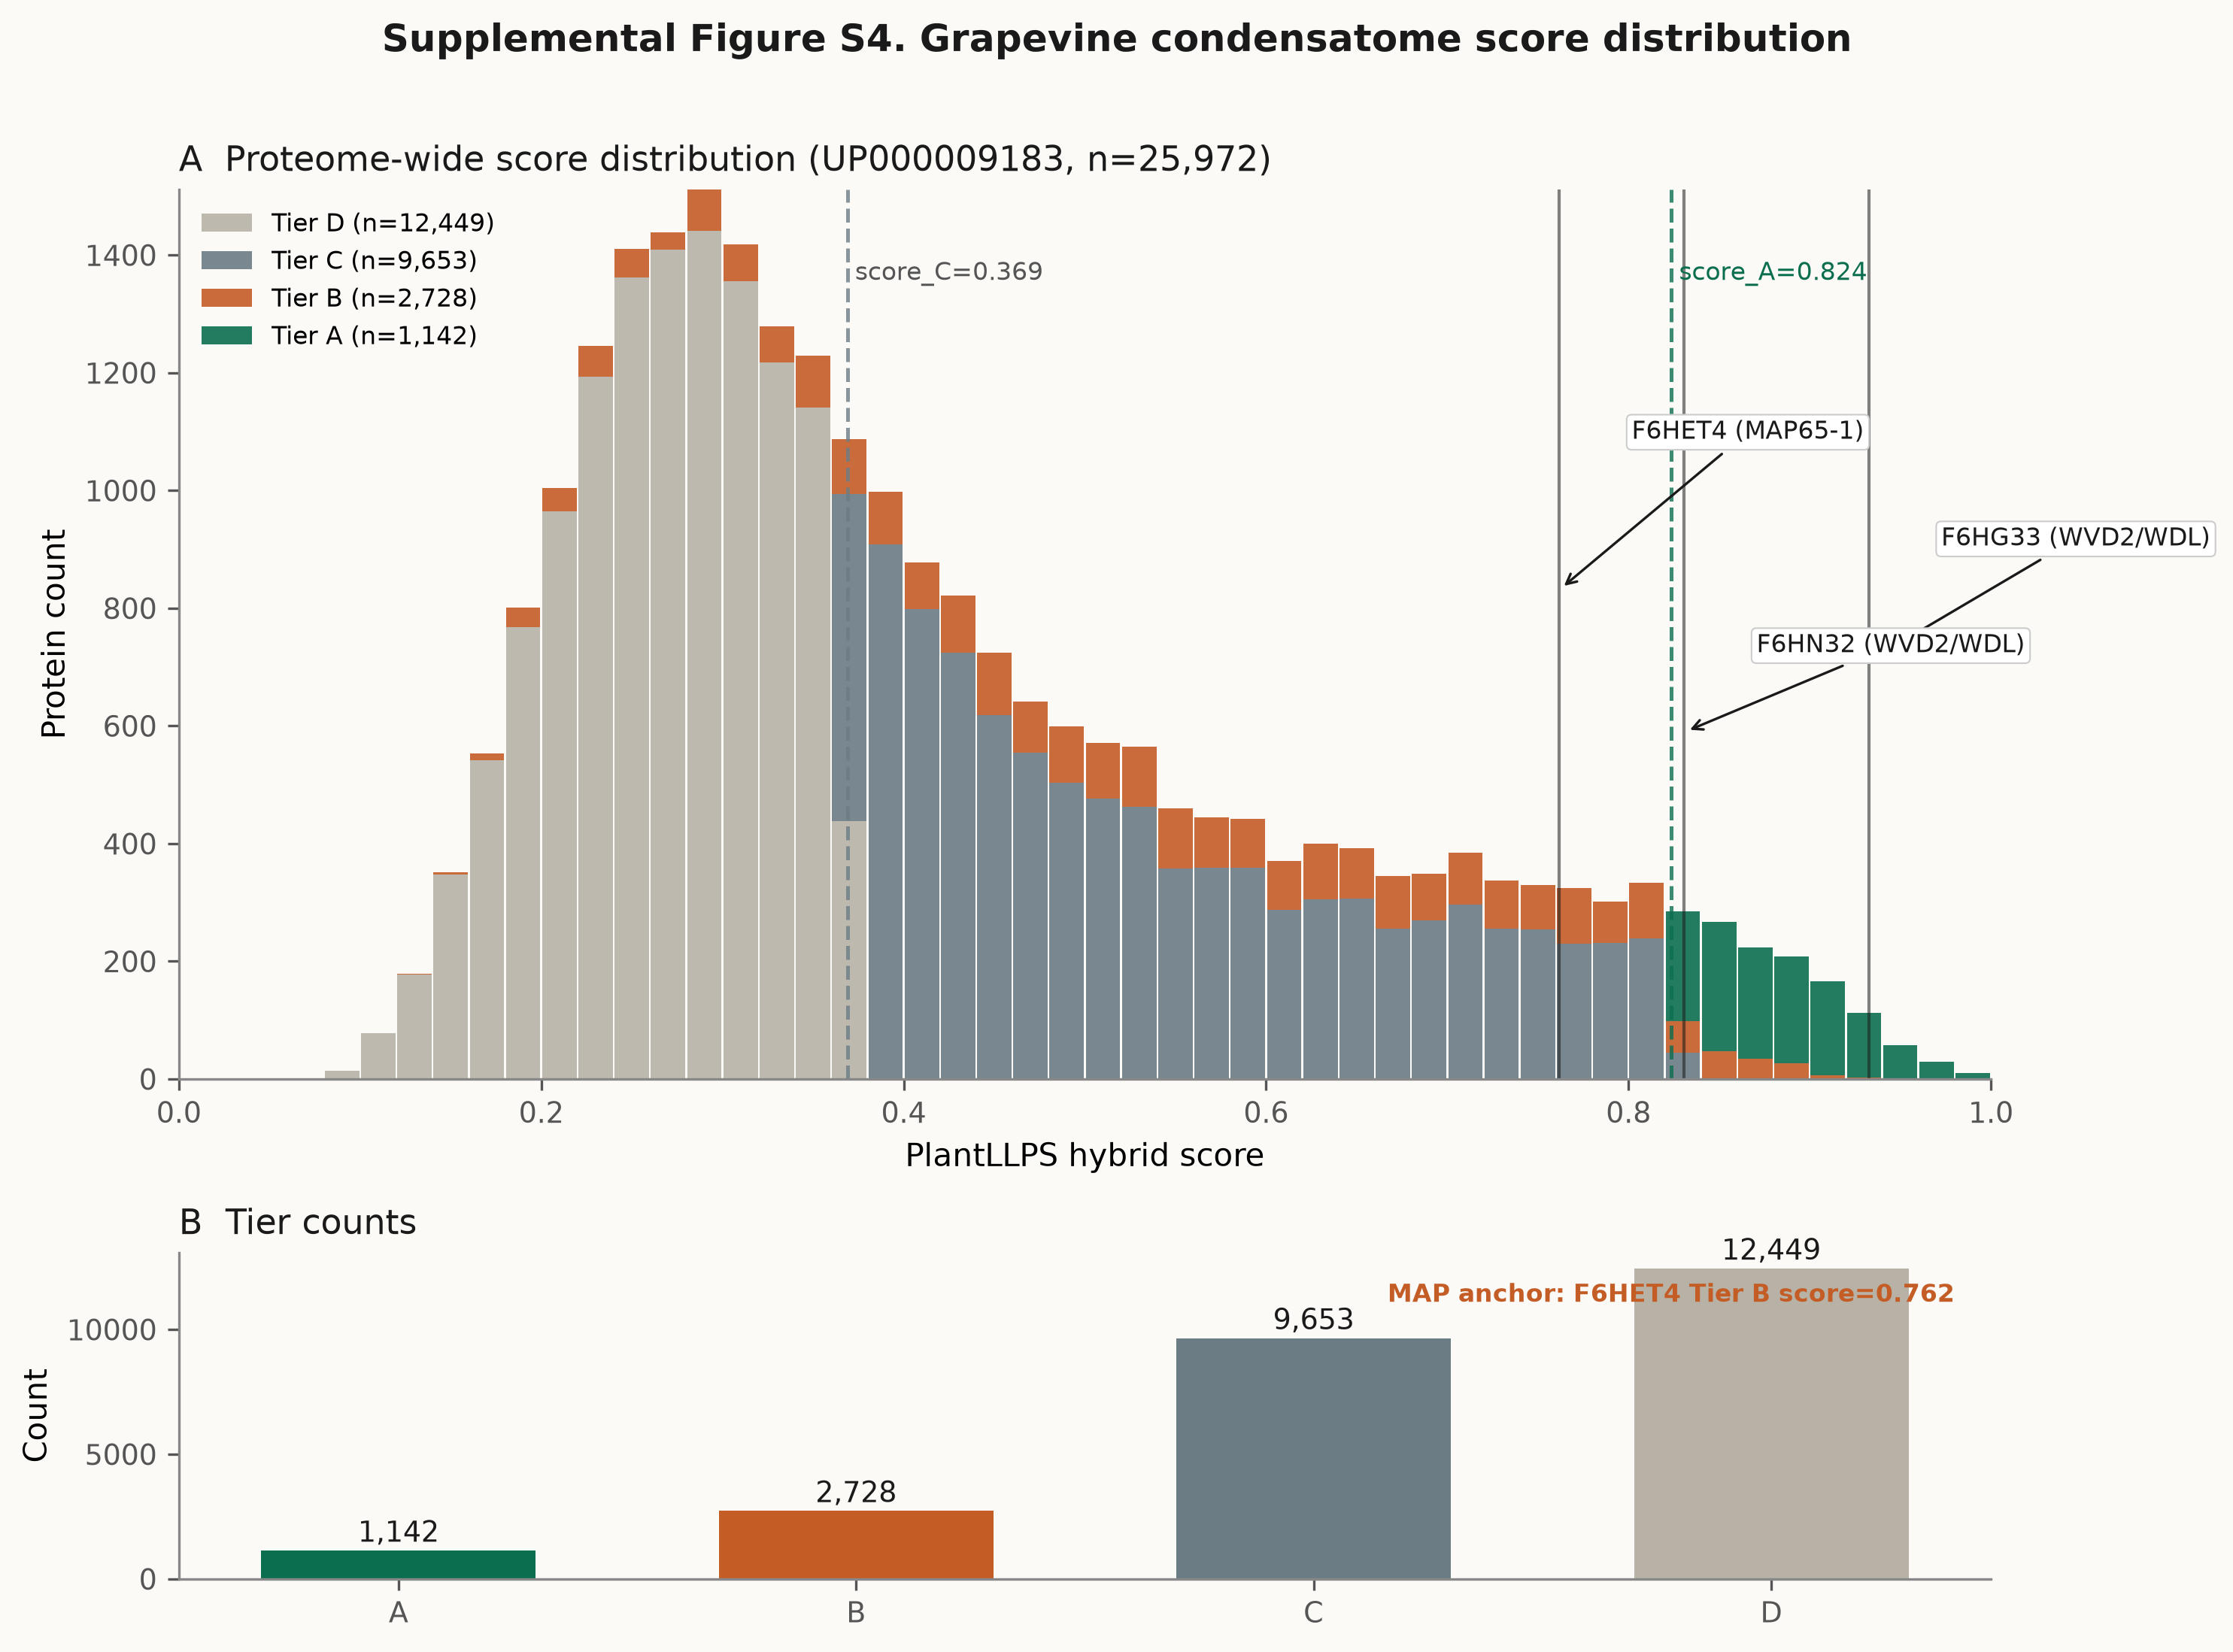 Supplemental Figure S4. Grapevine condensatome score distribution
A Proteome-wide score distribution (UP000009183, n=25,972)
Tier D (n=12,449)
Tier C (n=9,653)
Tier B (n=2,728)
Tier A (n=1,142)
score_C=0.369
score_A=0.824
F6HET4 (MAP65-1)
F6HG33 (WVD2/WDL)
F6HN32 (WVD2/WDL)
Protein count
1400
1200
1000
800
600
400
200
0
0.0 0.2 0.4 0.6 0.8 1.0
PlantLLPS hybrid score
B Tier counts
12,449
MAP anchor: F6HET4 Tier B score=0.762
9,653
2,728
1,142
Count
10000
5000
0
A B C D